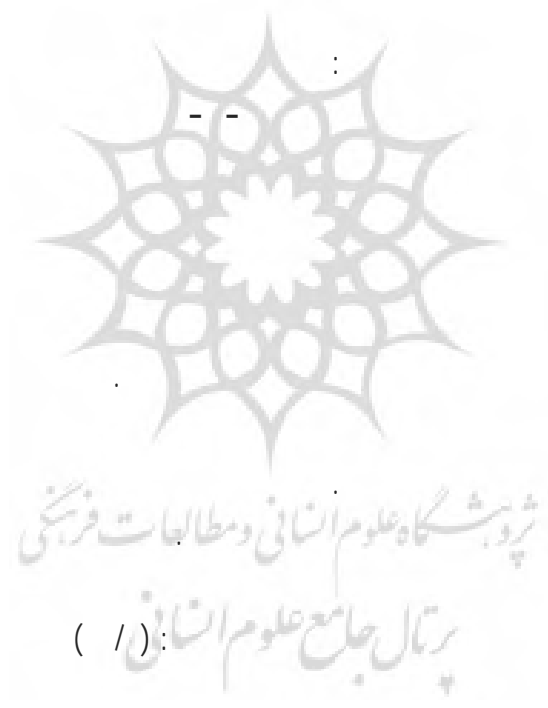 :
- -
.
.
پژوهشگاه علوم انسانی و مطالعات فرهنگی
.
پرتال جامع علوم انسانی
( / ) :